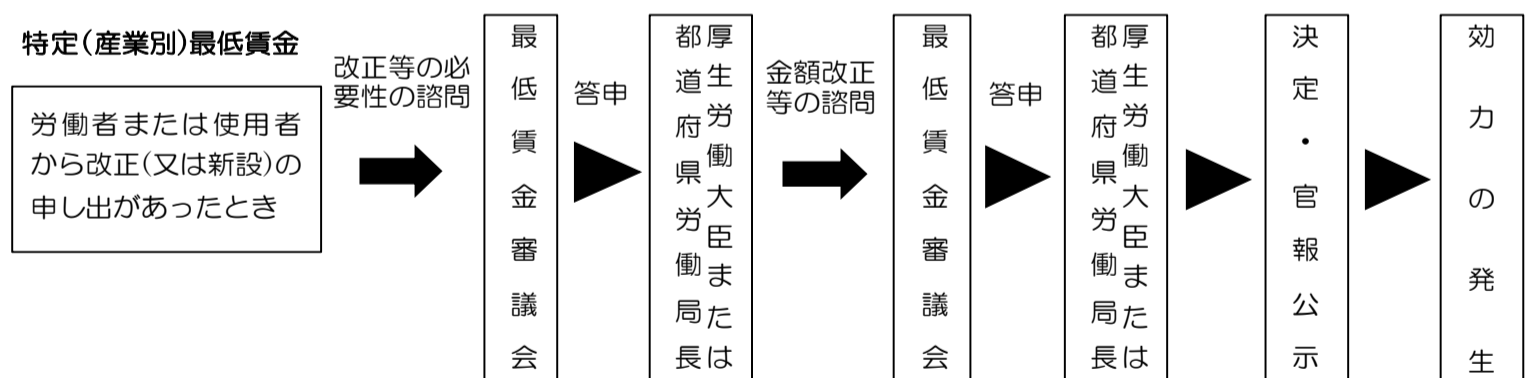 特定(産業別)最低賃金
労働者または使用者
から改正(又は新設)の
申し出があったとき
改正等の必
要性の諮問
最低賃金審議会
答申
厚生労働大臣または
都道府県労働局長
金額改正
等の諮問
最低賃金審議会
答申
厚生労働大臣または
都道府県労働局長
決定・官報公示
効力の発生